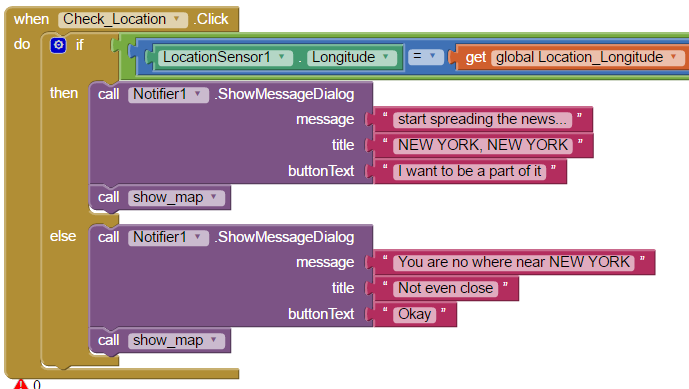 when Check_Location .Click
do if LocationSensor1 . Longitude = get global Location_Longitude
then call Notifier1 .ShowMessageDialog
message “ start spreading the news... ”
title “ NEW YORK, NEW YORK ”
buttonText “ I want to be a part of it ”
call show_map
else call Notifier1 .ShowMessageDialog
message “ You are no where near NEW YORK ”
title “ Not even close ”
buttonText “ Okay ”
call show_map
0